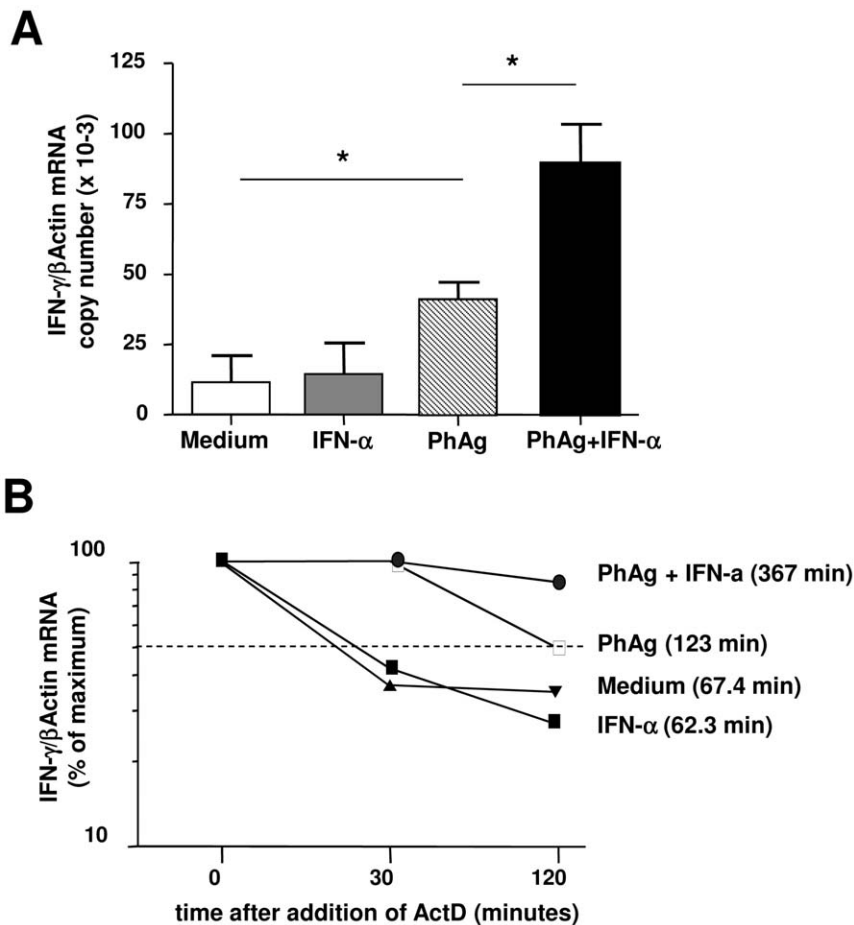 A
IFN-γ/βActin mRNA
copy number (x 10-3)
125
100
75
50
25
0
*
*
Medium IFN-α PhAg PhAg+IFN-α
B
IFN-γ/βActin mRNA
(% of maximum)
100
10
PhAg + IFN-a (367 min)
PhAg (123 min)
Medium (67.4 min)
IFN-α (62.3 min)
0 30 120
time after addition of ActD (minutes)